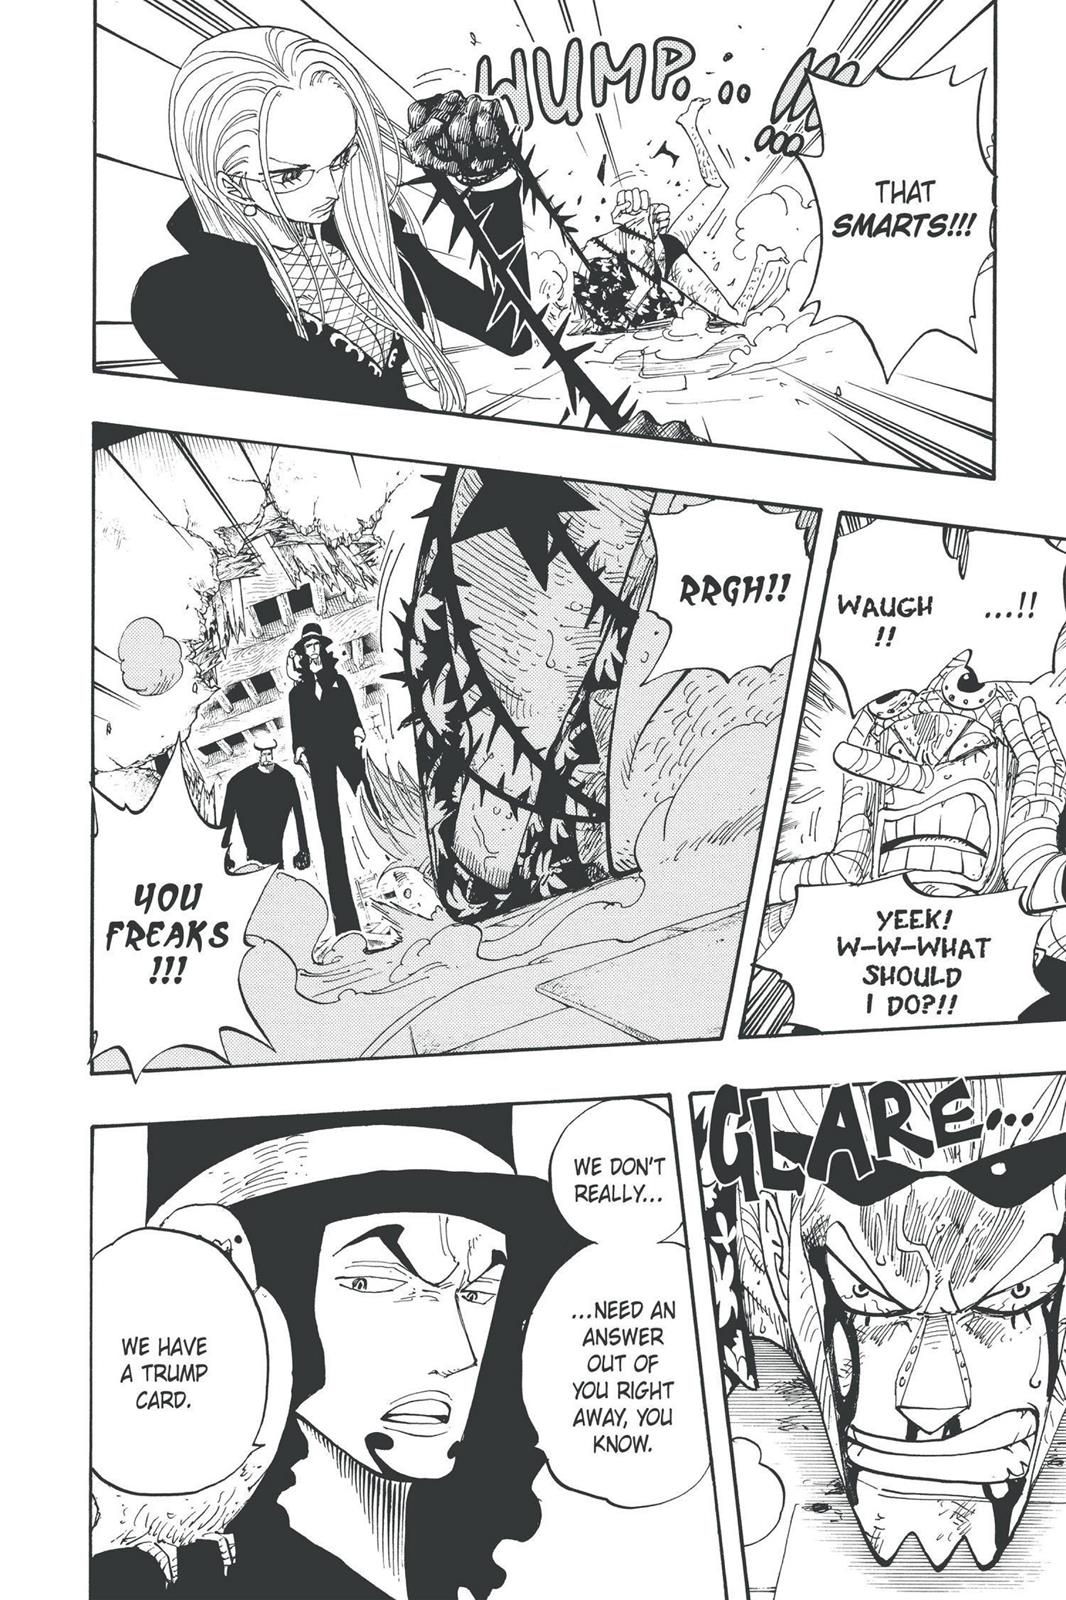 WUMP...
THAT
SMARTS!!!
WAUGH
!!
...!!
YEEK!
W-W-WHAT
SHOULD
I DO?!!
RRGH!!
YOU
FREAKS
!!!
GLARE...
WE DON'T
REALLY...
...NEED AN
ANSWER
OUT OF
YOU RIGHT
AWAY, YOU
KNOW.
WE HAVE
A TRUMP
CARD.